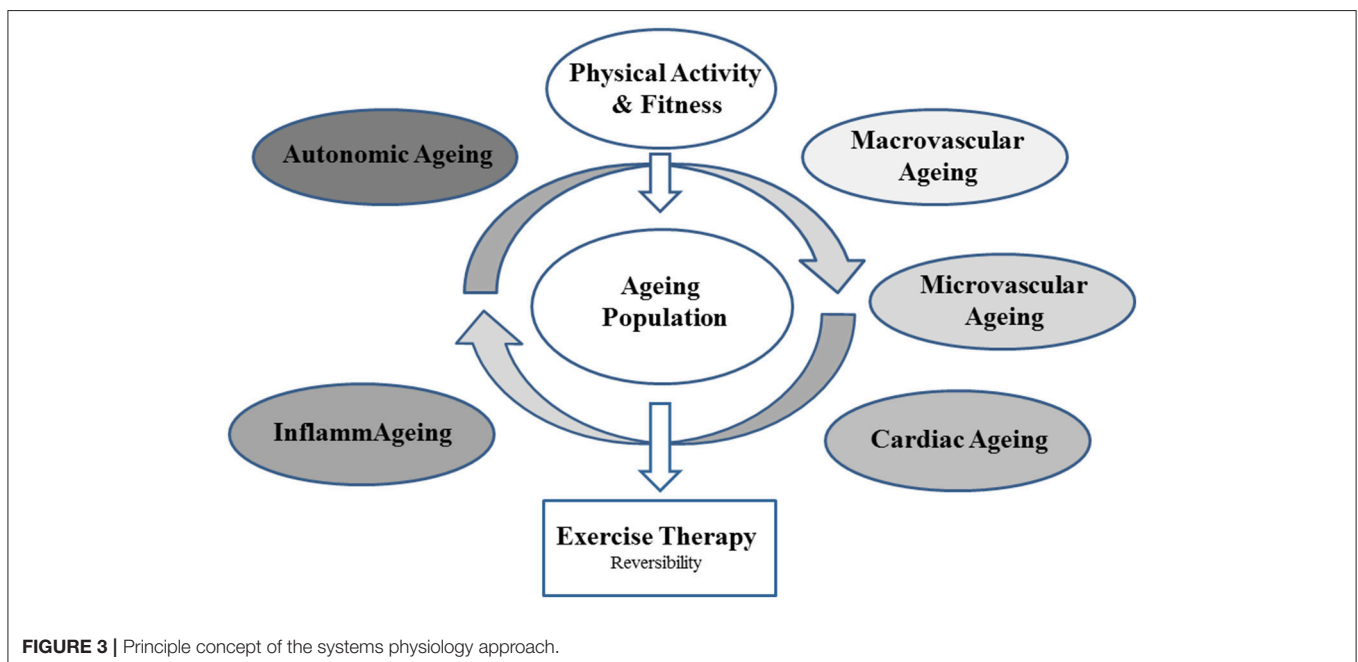 Physical Activity
& Fitness
Autonomic Ageing
Macrovascular
Ageing
Ageing
Population
Microvascular
Ageing
InflammAgeing
Cardiac Ageing
Exercise Therapy
Reversibility
FIGURE 3 | Principle concept of the systems physiology approach.